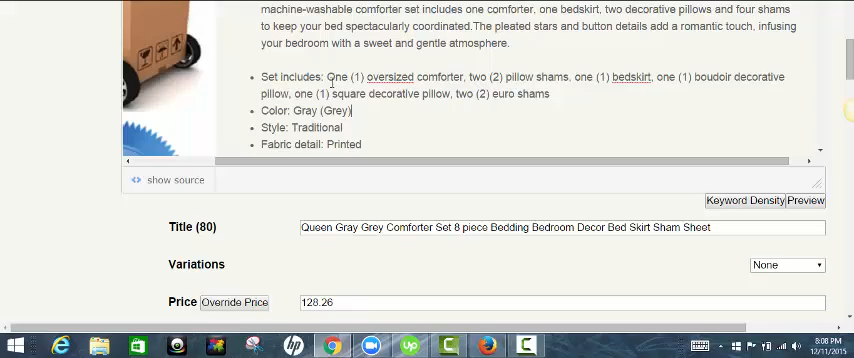 machine-washable comforter set includes one comforter, one bedskirt, two decorative pillows and four shams
to keep your bed spectacularly coordinated.The pleated stars and button details add a romantic touch, infusing
your bedroom with a sweet and gentle atmosphere.
Set includes: One (1) oversized comforter, two (2) pillow shams, one (1) bedskirt, one (1) boudoir decorative
pillow, one (1) square decorative pillow, two (2) euro shams
Color: Gray (Grey)
Style: Traditional
Fabric detail: Printed
show source
Keyword Density Preview
Title (80) Queen Gray Grey Comforter Set 8 piece Bedding Bedroom Decor Bed Skirt Sham Sheet
Variations None
Price Override Price 128.26
hp Up
8:08 PM
12/11/2015